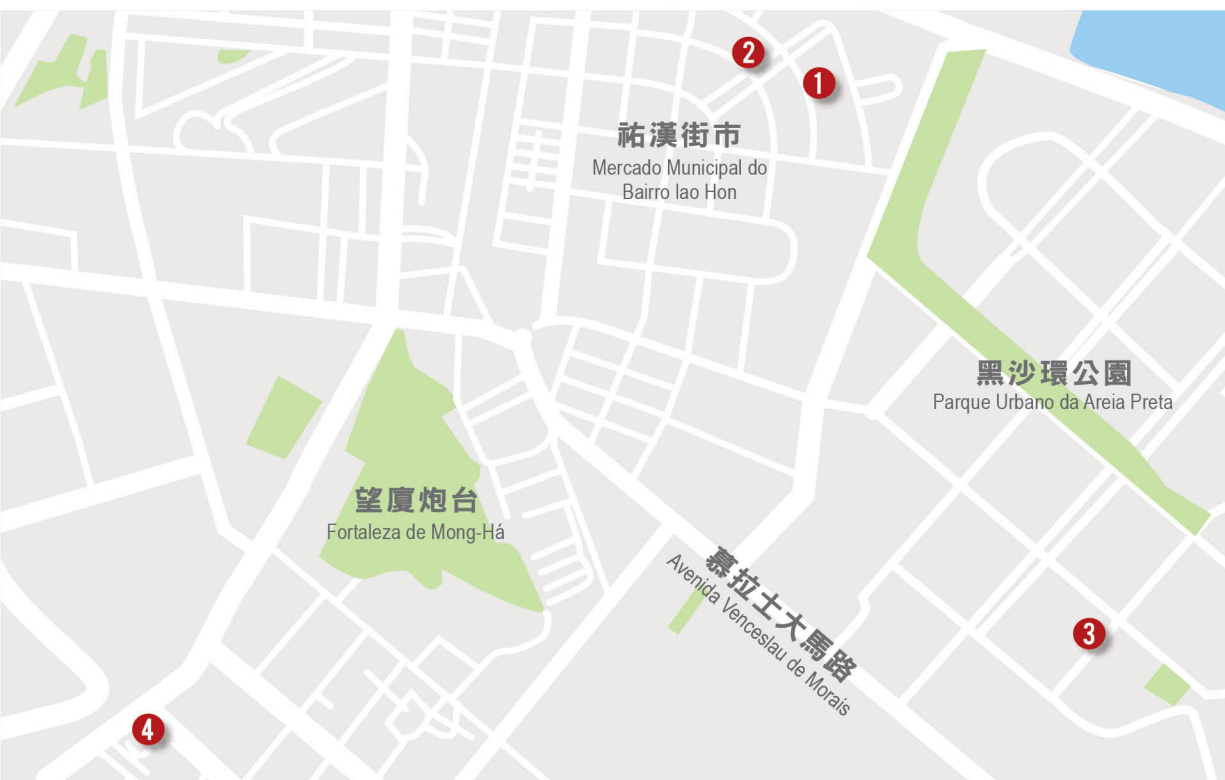 2
1
祐漢街市
Mercado Municipal do
Bairro Iao Hon
黑沙環公園
Parque Urbano da Areia Preta
望廈炮台
Fortaleza de Mong-Há
慕拉士大馬路
Avenida Venceslau de Morais
3
4